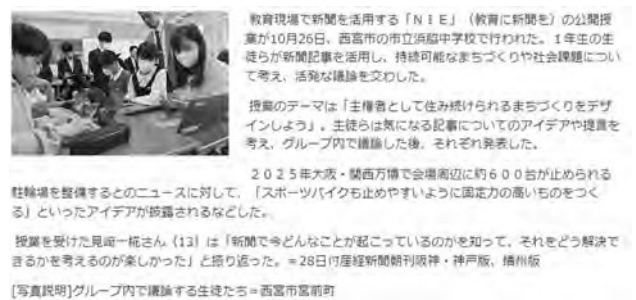 教育現場で新聞を活用する「NIE」(教育に新聞を)の公開授
業が10月26日、西宮市の市立浜脇中学校で行われた。1年生の生
徒らが新聞記事を活用し、持続可能なまちづくりや社会課題につい
て考え、活発な議論を交わした。
授業のテーマは「主権者として住み続けられるまちづくりをデザ
インしよう」。生徒らは気になる記事についてのアイデアや提言を
考え、グループ内で議論した後、それぞれ発表した。
2025年大阪・関西万博で会場周辺に約600台が止められる
駐輪場を整備するとのニュースに対して、「スポーツバイクも止めやすいように固定力の高いものをつく
る」といったアイデアが披露されるなどした。
授業を受けた見﨑一椛さん(13)は「新聞で今どんなことが起こっているのかを知って、それをどう解決で
きるかを考えるのが楽しかった」と振り返った。=28日付産経新聞朝刊阪神・神戸版、播州版
[写真説明]グループ内で議論する生徒たち=西宮市宮前町